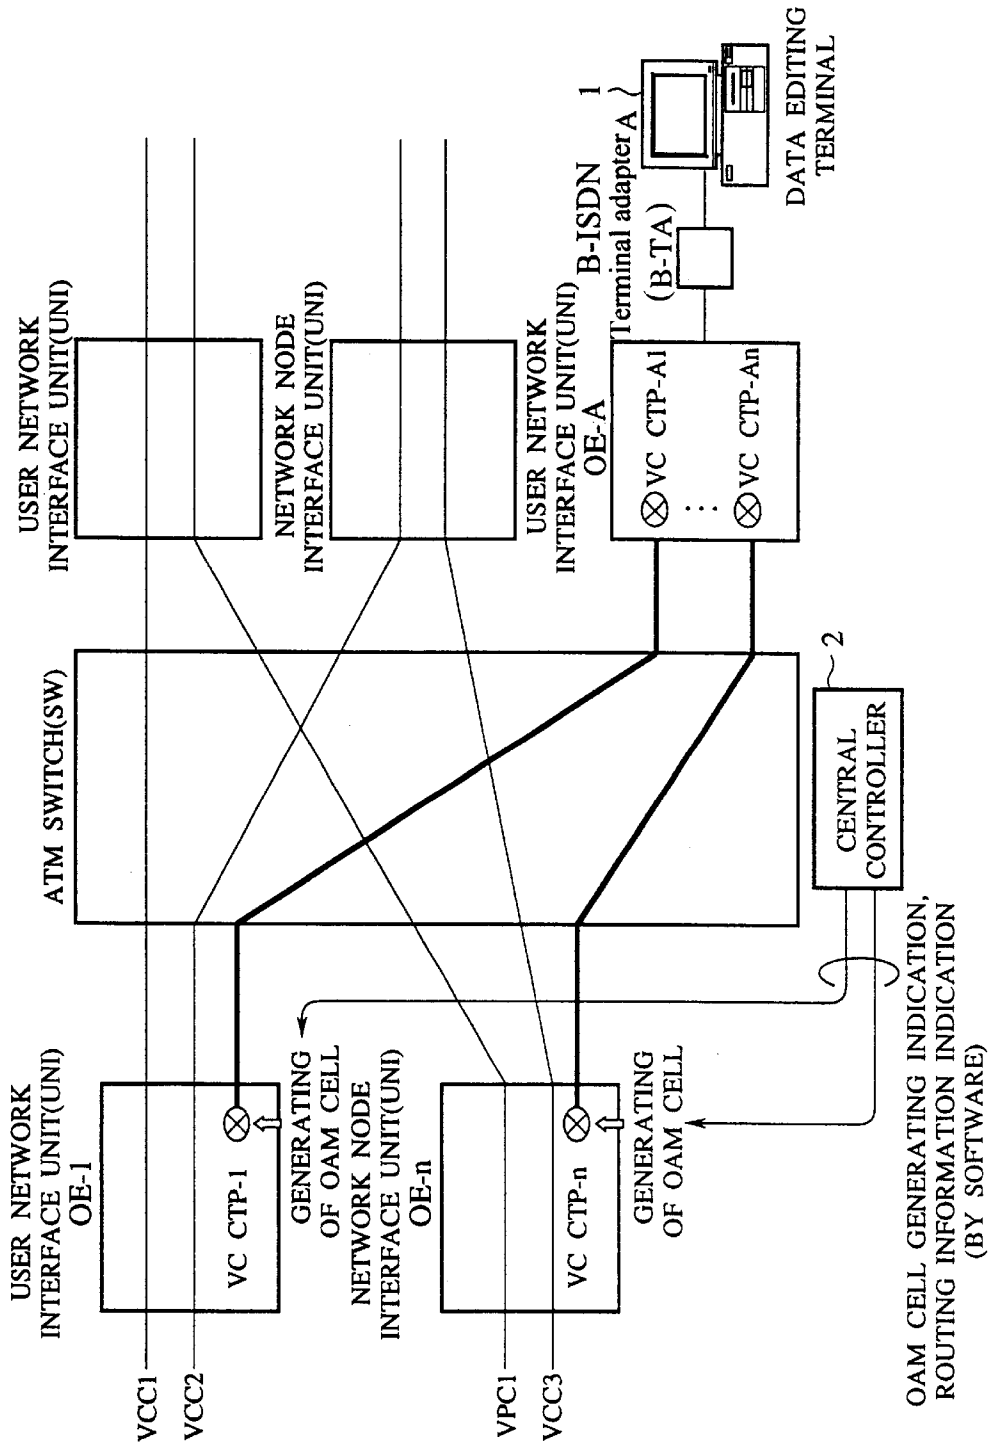 USER NETWORK
INTERFACE UNIT(UNI)
OE-1
VCC1
VCC2
VC CTP-1
GENERATING
OF OAM CELL
NETWORK NODE
INTERFACE UNIT(UNI)
OE-n
VPC1
VCC3
VC CTP-n
GENERATING
OF OAM CELL
OAM CELL GENERATING INDICATION,
ROUTING INFORMATION INDICATION
(BY SOFTWARE)
ATM SWITCH(SW)
CENTRAL
CONTROLLER
2
USER NETWORK
INTERFACE UNIT(UNI)
NETWORK NODE
INTERFACE UNIT(UNI)
USER NETWORK
INTERFACE UNIT(UNI)
OE-A
VC CTP-A1
...
VC CTP-An
B-ISDN
Terminal adapter A
(B-TA)
1
DATA EDITING
TERMINAL